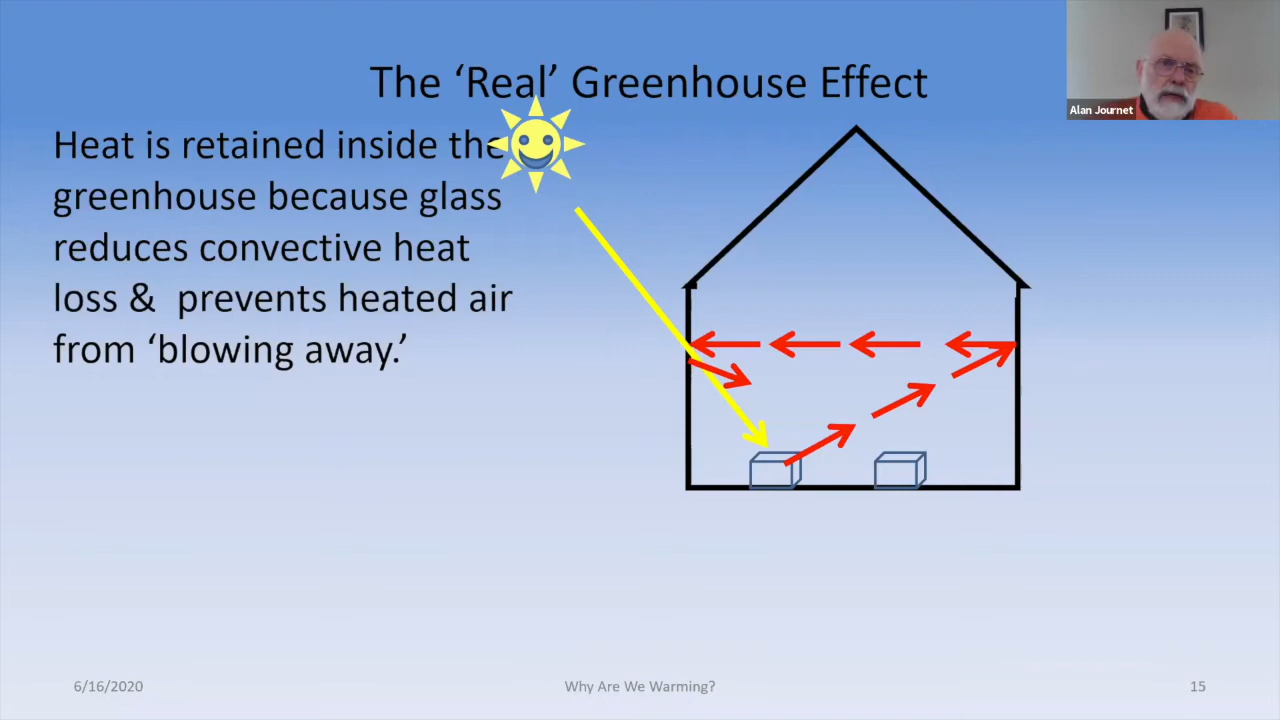 The ‘Real’ Greenhouse Effect
Alan Journet
Heat is retained inside the
greenhouse because glass
reduces convective heat
loss & prevents heated air
from ‘blowing away.’
6/16/2020
Why Are We Warming?
15